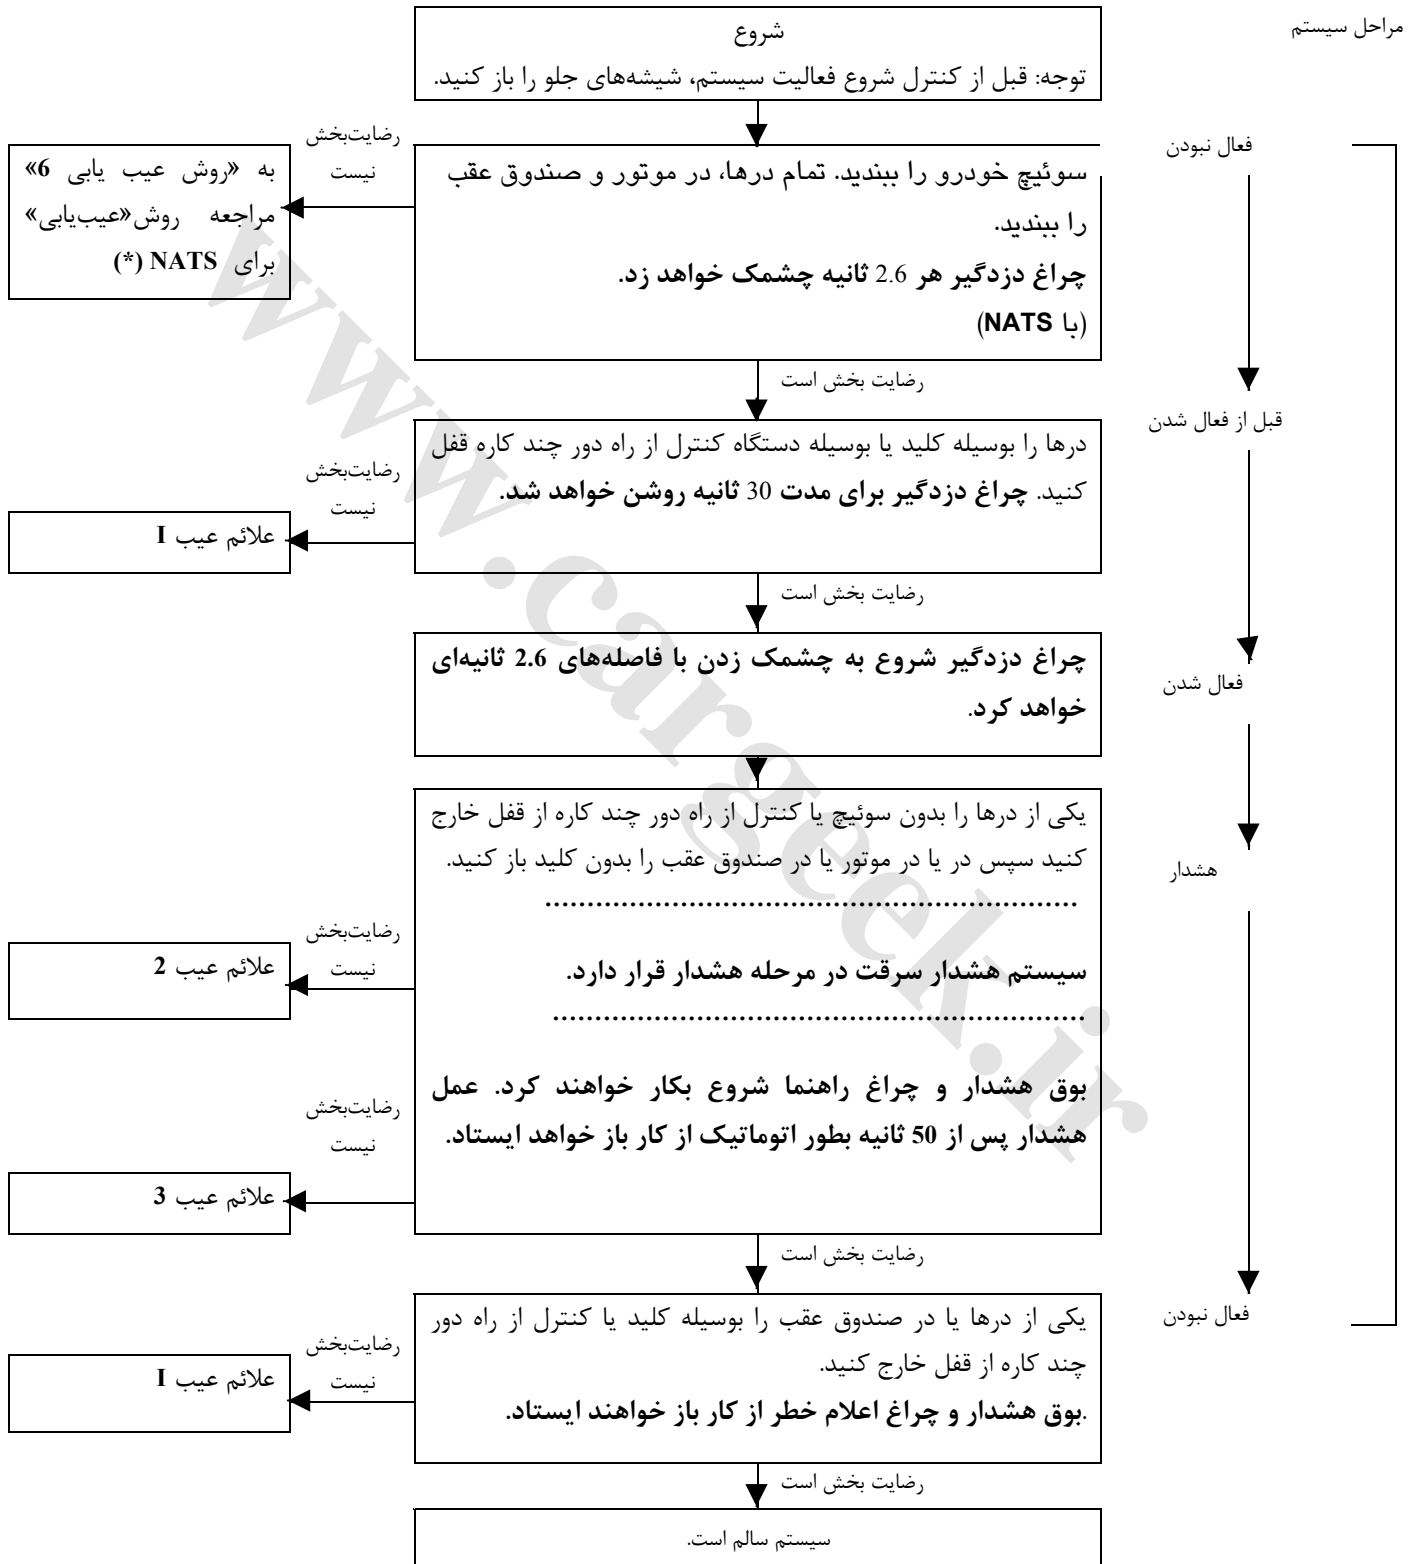 مراحل سیستم
شروع
توجه: قبل از کنترل شروع فعالیت سیستم، شیشه‌های جلو را باز کنید.
فعال نبودن
سوئیچ خودرو را ببندید. تمام درها، در موتور و صندوق عقب
را ببندید.
چراغ دزدگیر هر 2.6 ثانیه چشمک خواهد زد.
(با NATS)
رضایت‌بخش
نیست
به «روش عیب یابی 6»
مراجعه روش«عیب‌یابی»
برای NATS (*)
رضایت بخش است
قبل از فعال شدن
درها را بوسیله کلید یا بوسیله دستگاه کنترل از راه دور چند کاره قفل
کنید. چراغ دزدگیر برای مدت 30 ثانیه روشن خواهد شد.
رضایت‌بخش
نیست
علائم عیب I
رضایت بخش است
فعال شدن
چراغ دزدگیر شروع به چشمک زدن با فاصله‌های 2.6 ثانیه‌ای
خواهد کرد.
هشدار
یکی از درها را بدون سوئیچ یا کنترل از راه دور چند کاره از قفل خارج
کنید سپس در یا در موتور یا در صندوق عقب را بدون کلید باز کنید.
...............................................................
سیستم هشدار سرقت در مرحله هشدار قرار دارد.
...............................................................
بوق هشدار و چراغ راهنما شروع بکار خواهند کرد. عمل
هشدار پس از 50 ثانیه بطور اتوماتیک از کار باز خواهد ایستاد.
رضایت‌بخش
نیست
علائم عیب 2
رضایت‌بخش
نیست
علائم عیب 3
رضایت بخش است
فعال نبودن
یکی از درها یا در صندوق عقب را بوسیله کلید یا کنترل از راه دور
چند کاره از قفل خارج کنید.
.بوق هشدار و چراغ اعلام خطر از کار باز خواهند ایستاد.
رضایت‌بخش
نیست
علائم عیب I
رضایت بخش است
سیستم سالم است.
www.cargeek.ir